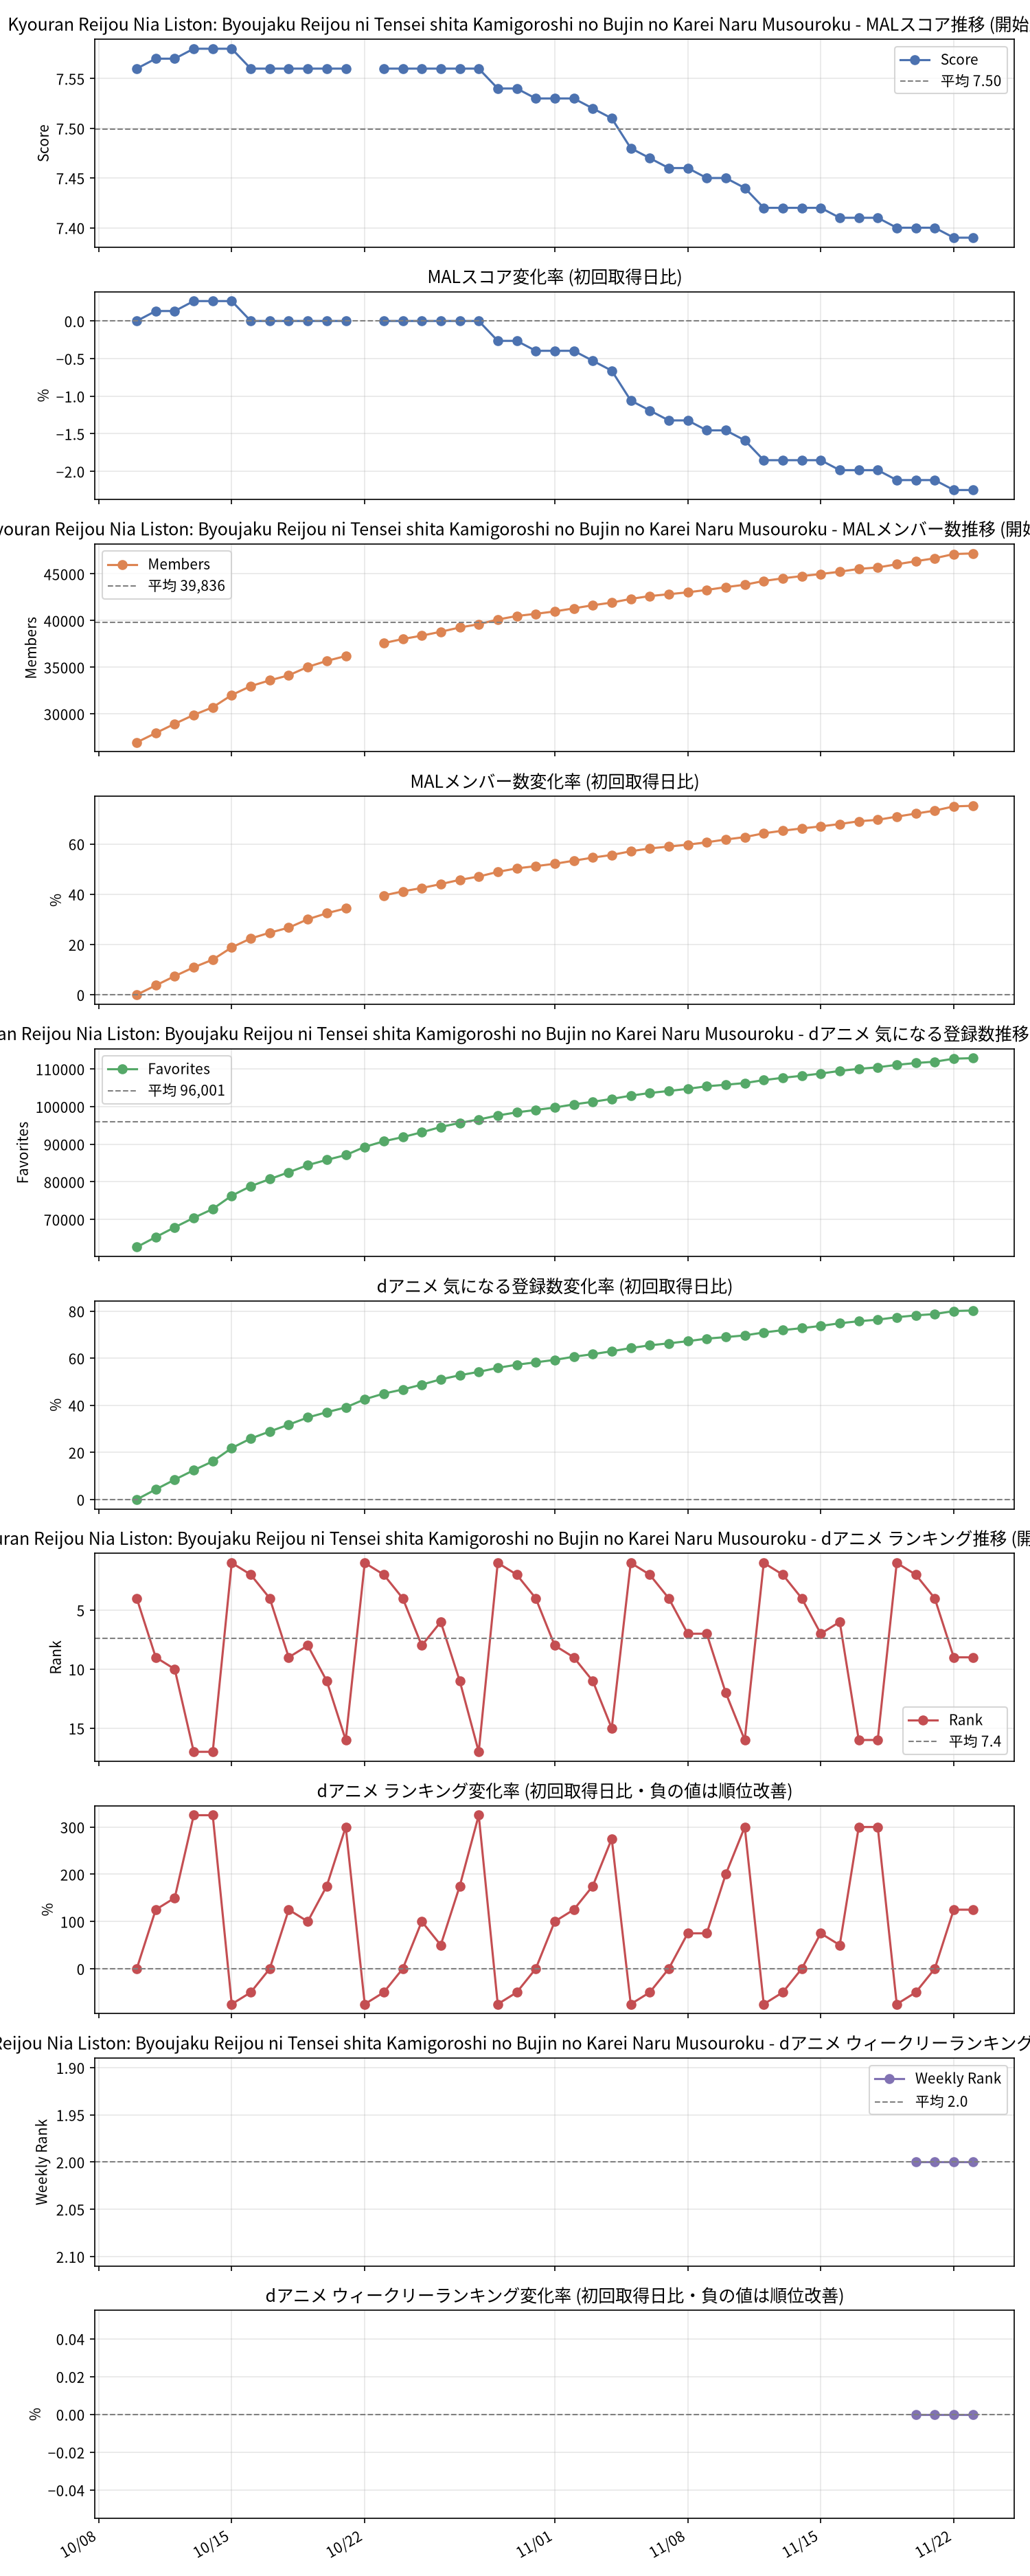 Kyouran Reijou Nia Liston: Byoujaku Reijou ni Tensei shita Kamigoroshi no Bujin no Karei Naru Musouroku - MALスコア推移 (開始
Score
平均 7.50
Score
7.55
7.50
7.45
7.40
MALスコア変化率 (初回取得日比)
%
0.0
−0.5
−1.0
−1.5
−2.0
youran Reijou Nia Liston: Byoujaku Reijou ni Tensei shita Kamigoroshi no Bujin no Karei Naru Musouroku - MALメンバー数推移 (開始
Members
平均 39,836
Members
45000
40000
35000
30000
MALメンバー数変化率 (初回取得日比)
%
60
40
20
0
an Reijou Nia Liston: Byoujaku Reijou ni Tensei shita Kamigoroshi no Bujin no Karei Naru Musouroku - dアニメ 気になる登録数推移
Favorites
平均 96,001
Favorites
110000
100000
90000
80000
70000
dアニメ 気になる登録数変化率 (初回取得日比)
%
80
60
40
20
0
uran Reijou Nia Liston: Byoujaku Reijou ni Tensei shita Kamigoroshi no Bujin no Karei Naru Musouroku - dアニメ ランキング推移 (開
Rank
5
10
15
Rank
平均 7.4
dアニメ ランキング変化率 (初回取得日比・負の値は順位改善)
%
300
200
100
0
Reijou Nia Liston: Byoujaku Reijou ni Tensei shita Kamigoroshi no Bujin no Karei Naru Musouroku - dアニメ ウィークリーランキング
Weekly Rank
平均 2.0
Weekly Rank
1.90
1.95
2.00
2.05
2.10
dアニメ ウィークリーランキング変化率 (初回取得日比・負の値は順位改善)
%
0.04
0.02
0.00
−0.02
−0.04
10/08
10/15
10/22
11/01
11/08
11/15
11/22